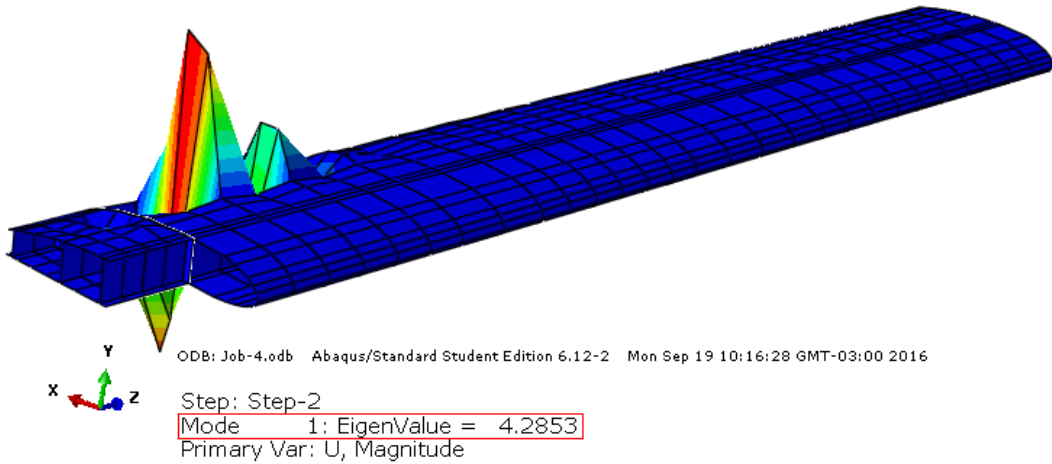 Y
X
Z
ODB: Job-4.odb Abaqus/Standard Student Edition 6.12-2 Mon Sep 19 10:16:28 GMT-03:00 2016
Step: Step-2
Mode 1: EigenValue = 4.2853
Primary Var: U, Magnitude